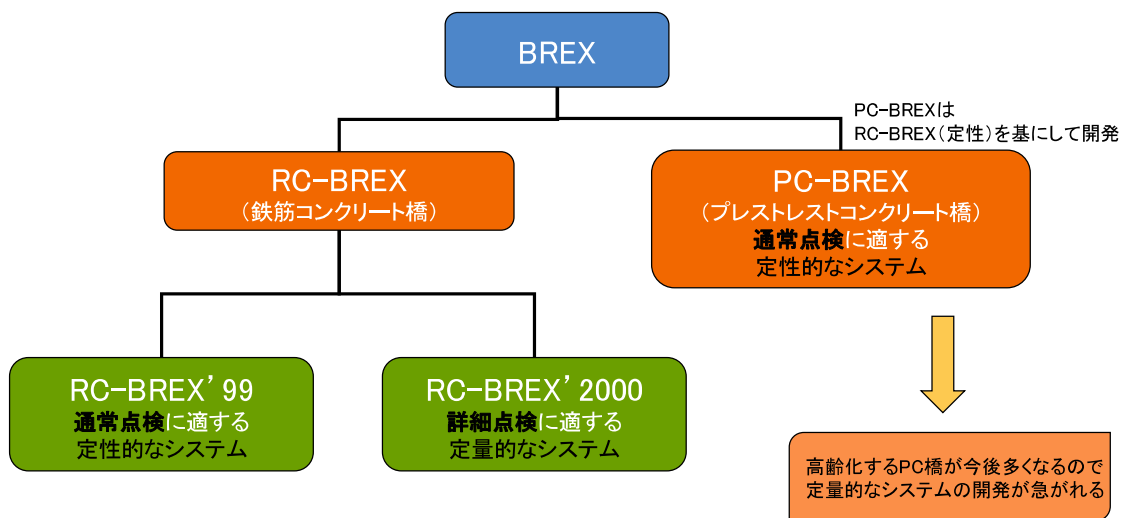 BREX
PC-BREXは
RC-BREX(定性)を基にして開発
RC-BREX
(鉄筋コンクリート橋)
PC-BREX
(プレストレストコンクリート橋)
通常点検に適する
定性的なシステム
RC-BREX’99
通常点検に適する
定性的なシステム
RC-BREX’2000
詳細点検に適する
定量的なシステム
高齢化するPC橋が今後多くなるので
定量的なシステムの開発が急がれる